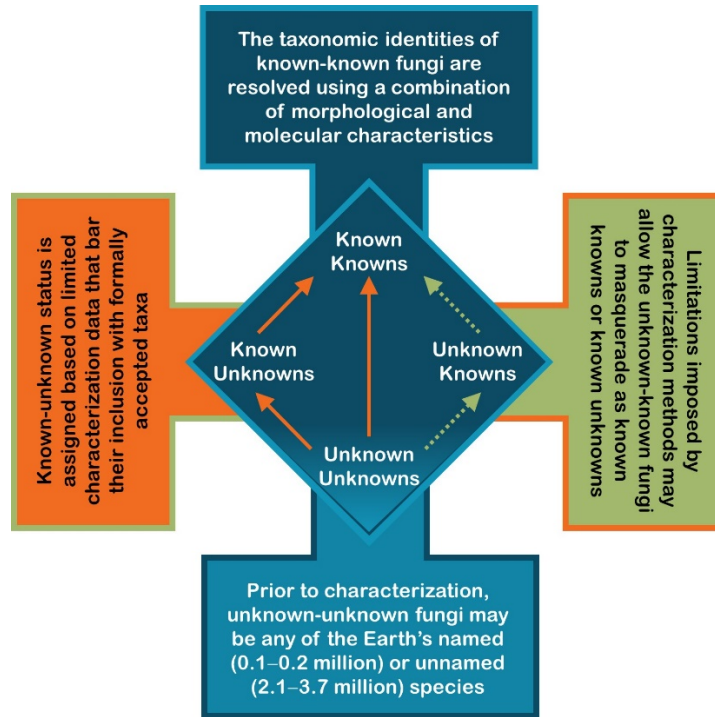 The taxonomic identities of
known-known fungi are
resolved using a combination
of morphological and
molecular characteristics
Known-unknown status is
assigned based on limited
characterization data that bar
their inclusion with formally
accepted taxa
Known
Knowns
Known
Unknowns
Unknown
Knowns
Unknown
Unknowns
Limitations imposed by
characterization methods may
allow the unknown-known fungi
to masquerade as known
knowns or known unknowns
Prior to characterization,
unknown-unknown fungi may
be any of the Earth's named
(0.1–0.2 million) or unnamed
(2.1–3.7 million) species